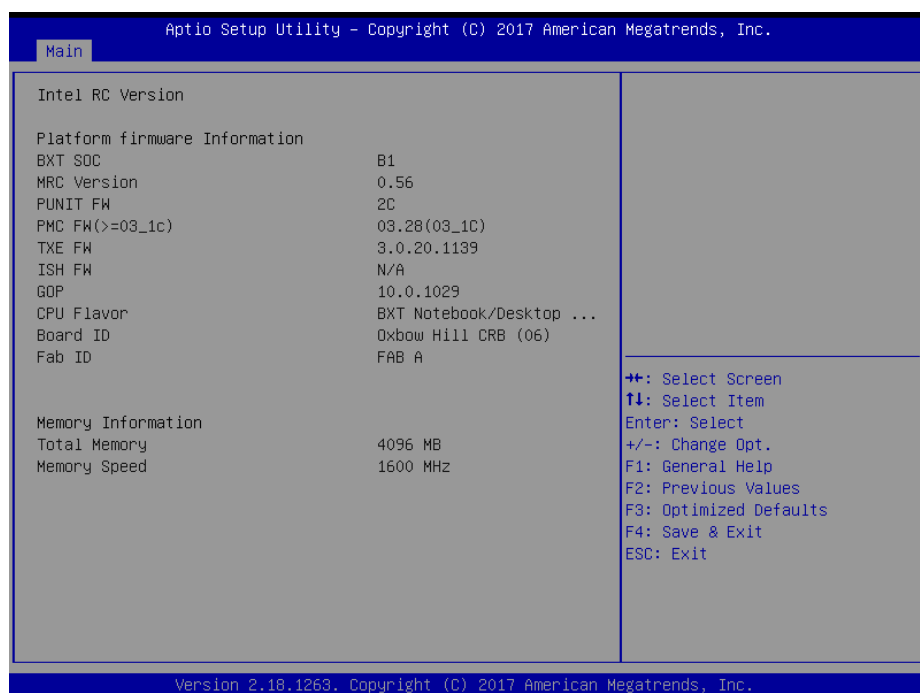 Aptio Setup Utility – Copyright (C) 2017 American Megatrends, Inc.
Main
Intel RC Version
Platform firmware Information
BXT SOC B1
MRC Version 0.56
PUNIT FW 2C
PMC FW(>=03_1c) 03.28(03_1C)
TXE FW 3.0.20.1139
ISH FW N/A
GOP 10.0.1029
CPU Flavor BXT Notebook/Desktop ...
Board ID Oxbow Hill CRB (06)
Fab ID FAB A
Memory Information
Total Memory 4096 MB
Memory Speed 1600 MHz
→←: Select Screen
↑↓: Select Item
Enter: Select
+/-: Change Opt.
F1: General Help
F2: Previous Values
F3: Optimized Defaults
F4: Save & Exit
ESC: Exit
Version 2.18.1263. Copyright (C) 2017 American Megatrends, Inc.